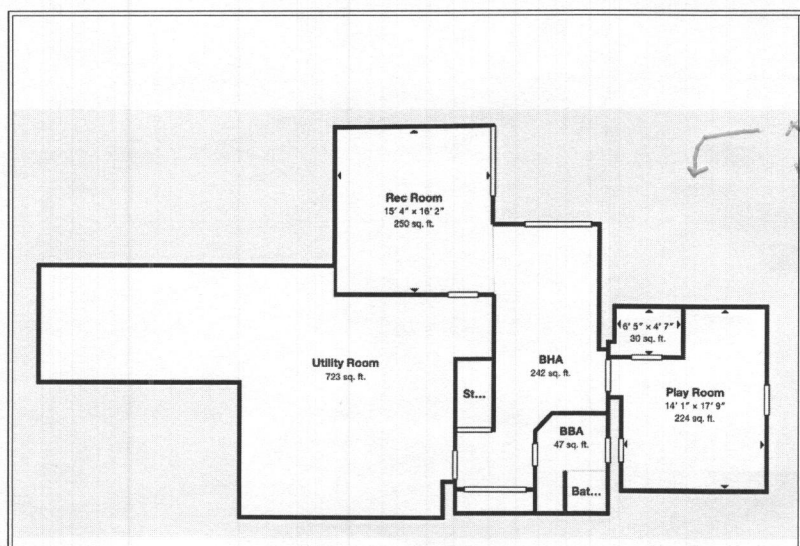 Rec Room
15' 4" × 16' 2"
250 sq. ft.
6' 5" × 4' 7"
30 sq. ft.
Utility Room
723 sq. ft.
BHA
242 sq. ft.
St...
Play Room
14' 1" × 17' 9"
224 sq. ft.
BBA
47 sq. ft.
Bat...